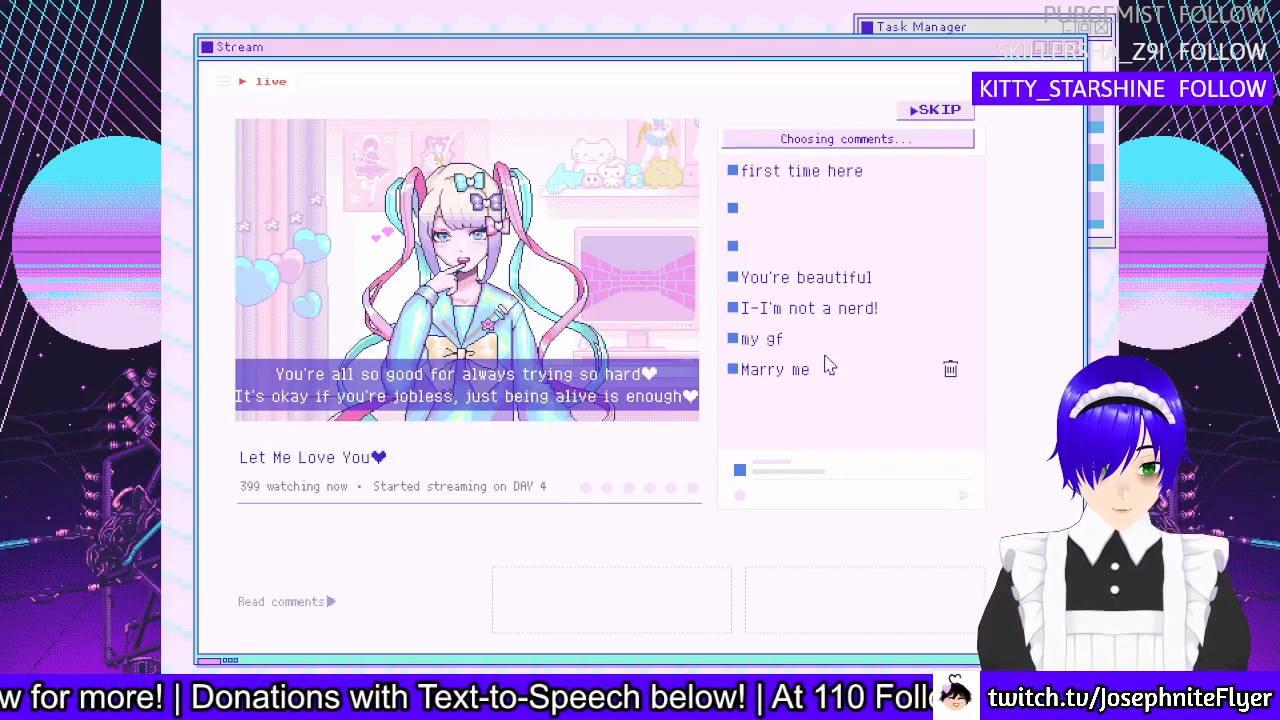 PURGEMIST FOLLOW
Task Manager
Stream
SKILLERSHA_Z9I FOLLOW
live
KITTY_STARSHINE FOLLOW
▶SKIP
Choosing comments...
first time here
You're beautiful
I-I'm not a nerd!
my gf
Marry me
You're all so good for always trying so hard♥
It's okay if you're jobless, just being alive is enough♥
Let Me Love You♥
399 watching now • Started streaming on DAY 4
Read comments▶
w for more! | Donations with Text-to-Speech below! | At 110 Follo
twitch.tv/JosephniteFlyer